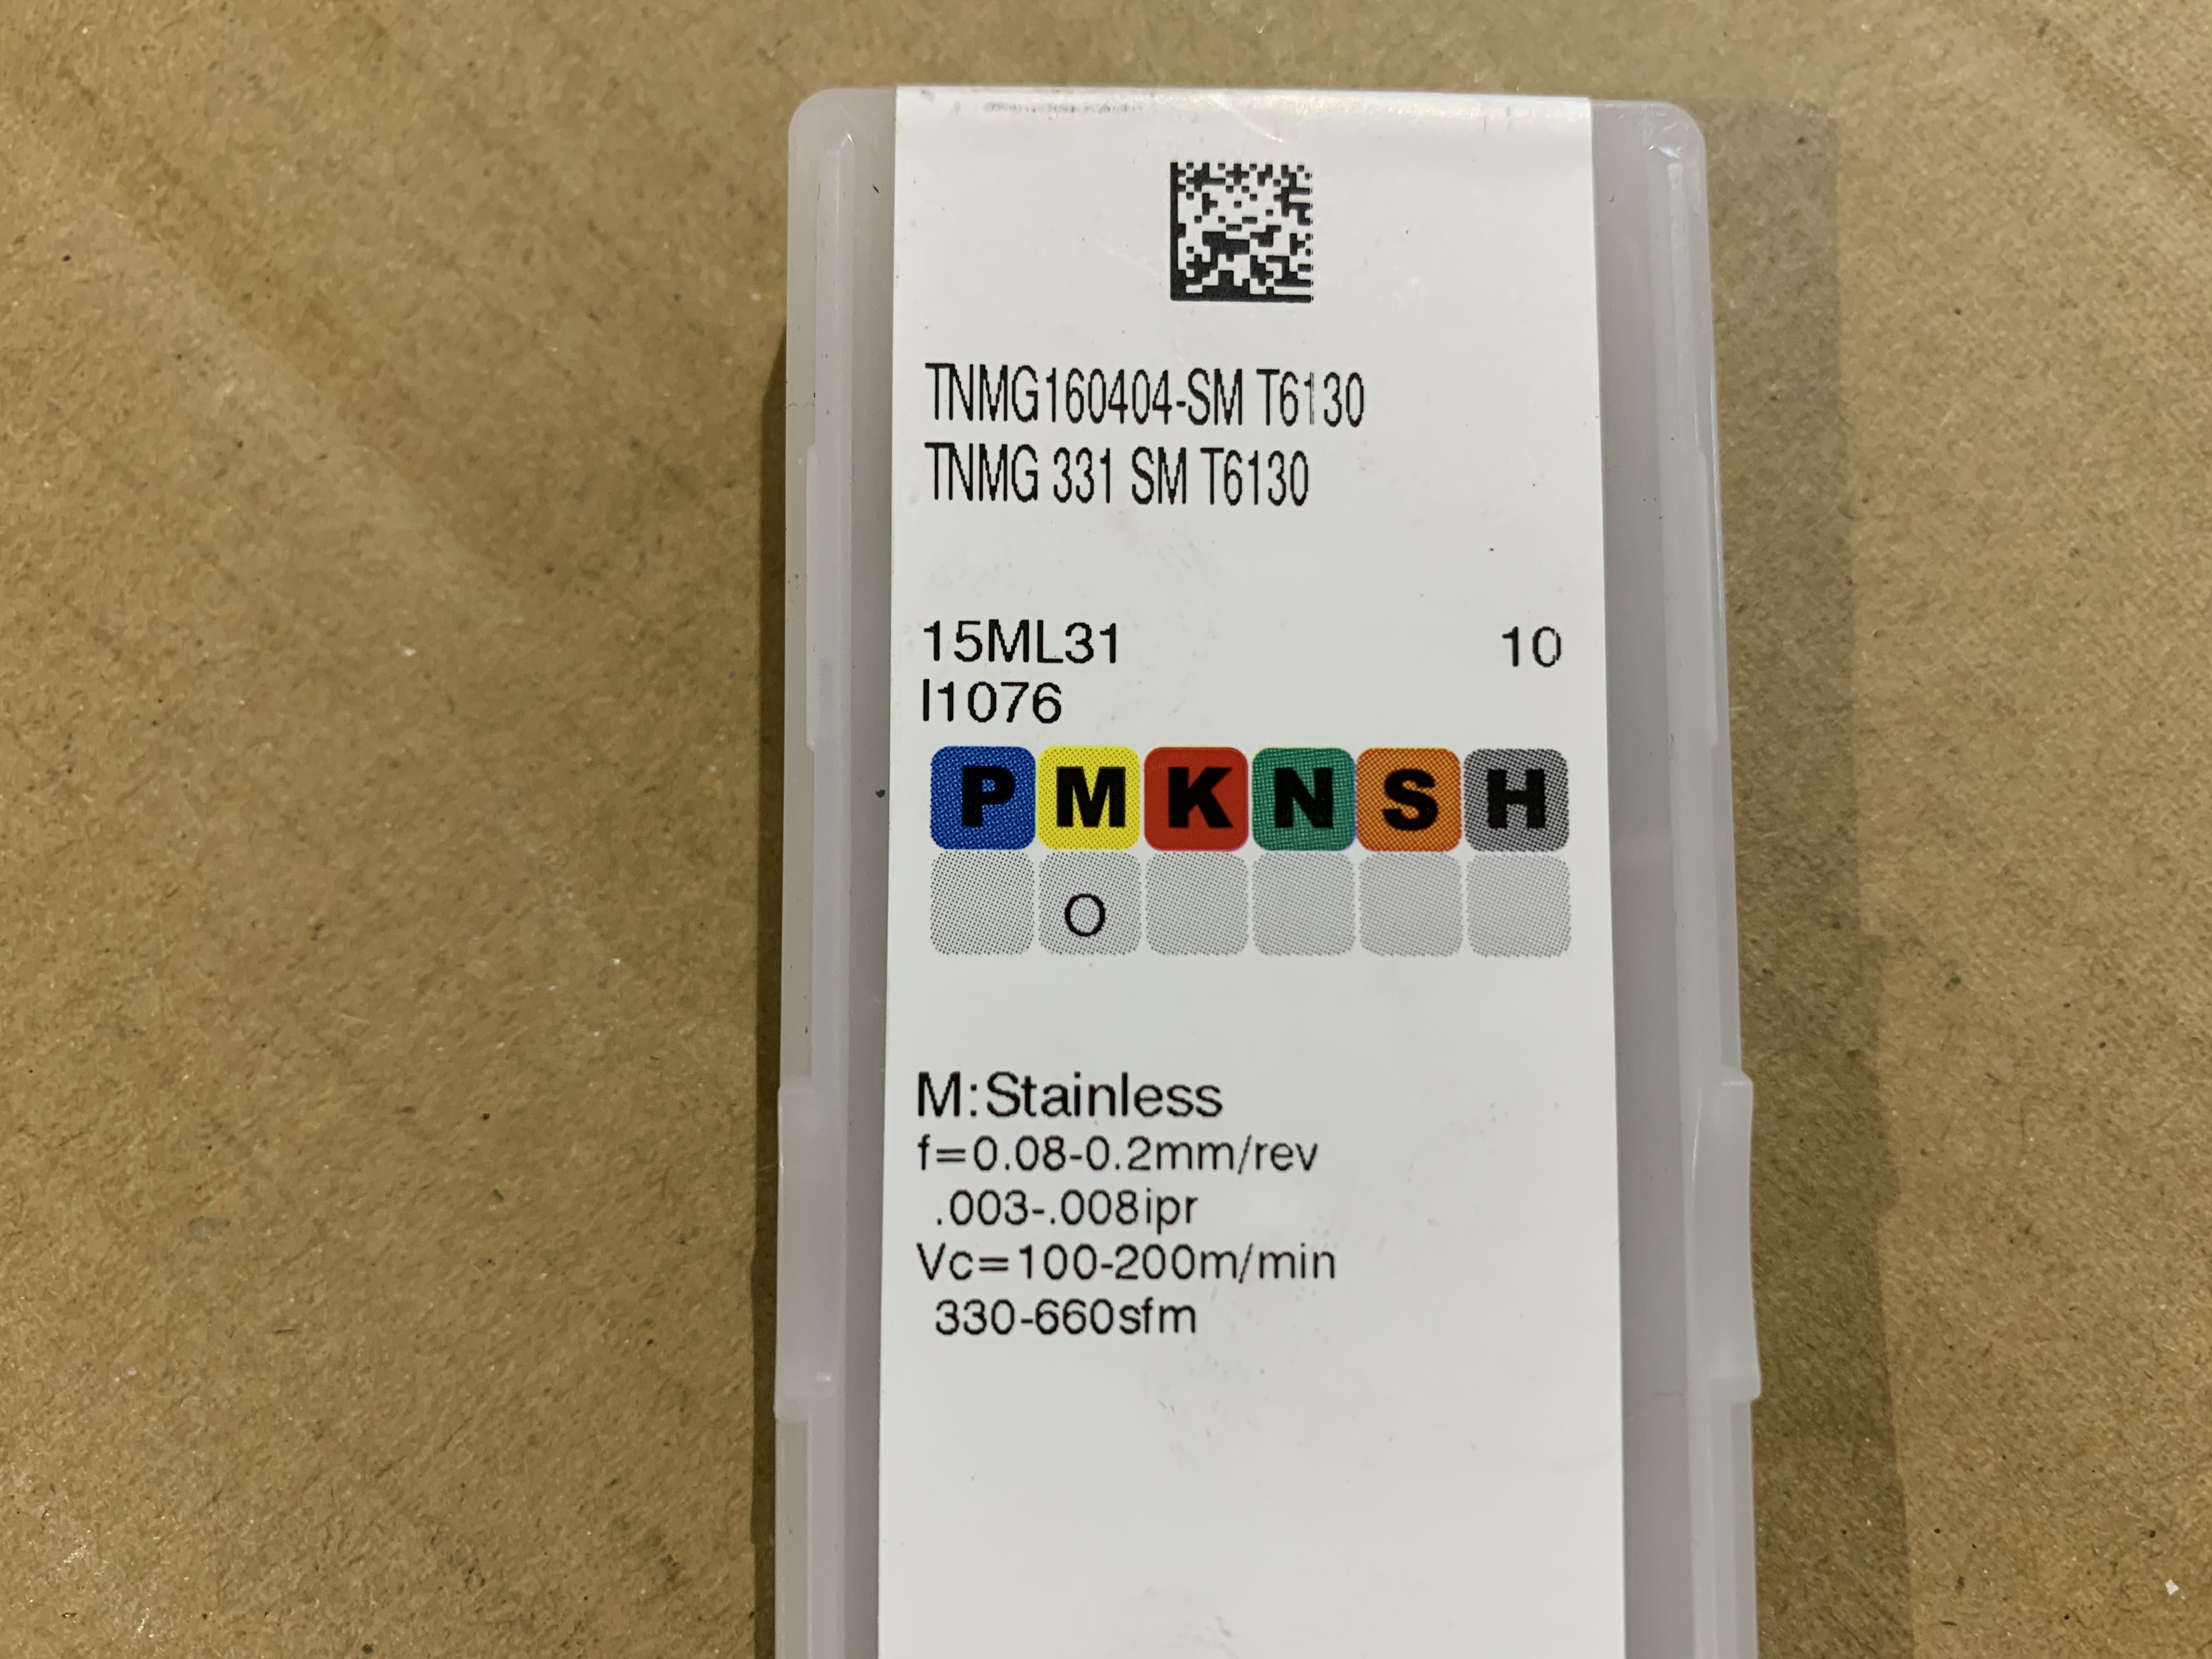 TNMG160404-SM T6130
TNMG 331 SM T6130
15ML31 10
I1076
P M K N S H
O
M:Stainless
f=0.08-0.2mm/rev
.003-.008ipr
Vc=100-200m/min
330-660sfm